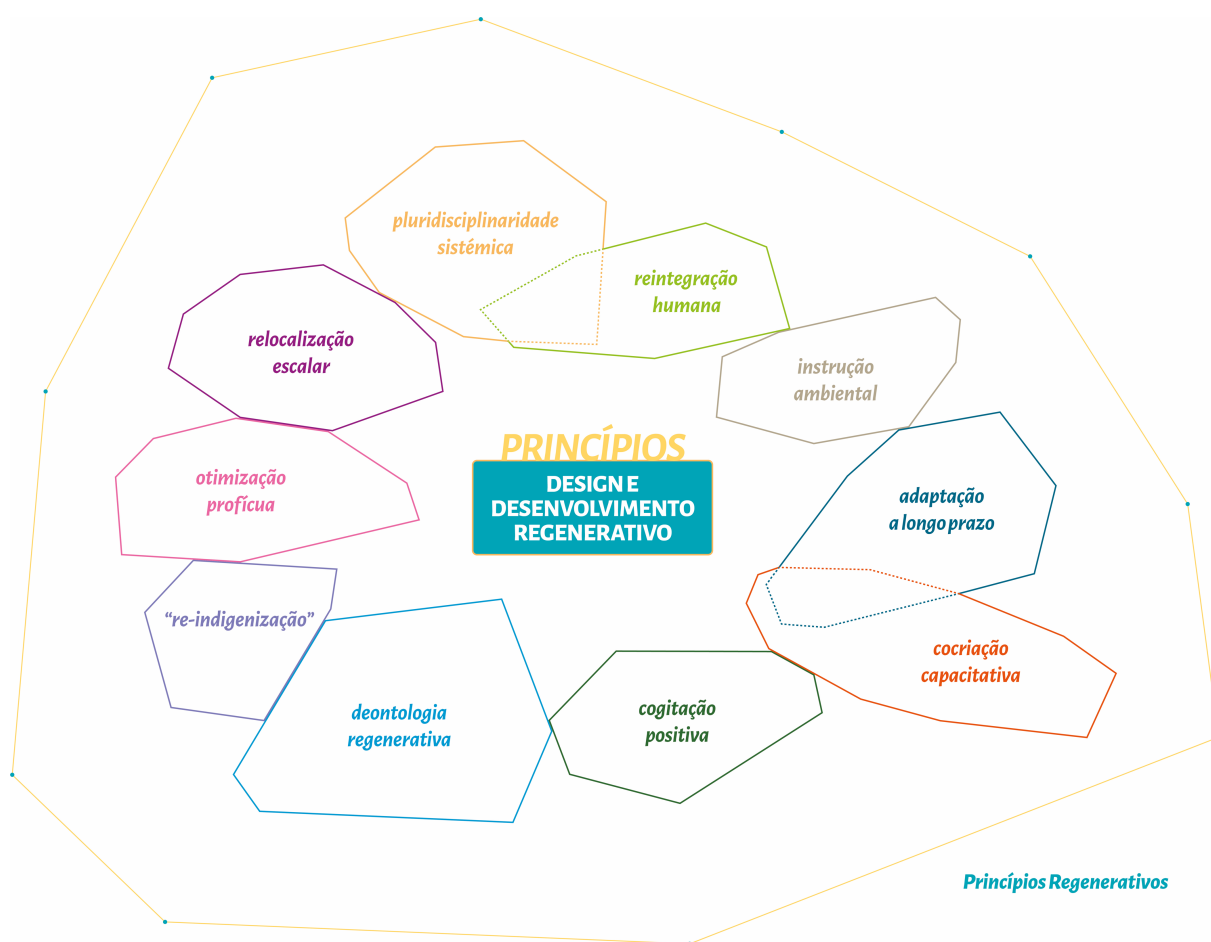 pluridisciplinaridade
sistémica
reintegração
humana
relocalização
escalar
instrução
ambiental
PRINCÍPIOS
DESIGN E
DESENVOLVIMENTO
REGENERATIVO
otimização
profícua
adaptação
a longo prazo
"re-indigenização"
cocriação
capacitativa
deontologia
regenerativa
cogitação
positiva
Princípios Regenerativos